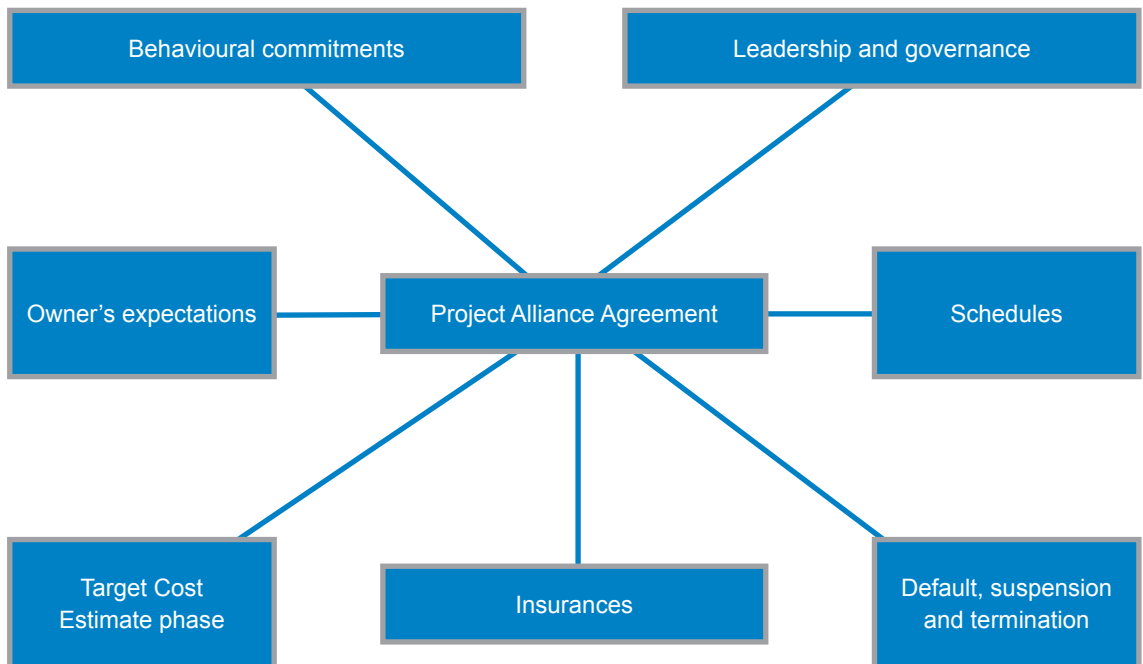 Behavioural commitments
Leadership and governance
Owner’s expectations
Project Alliance Agreement
Schedules
Target Cost
Estimate phase
Insurances
Default, suspension
and termination